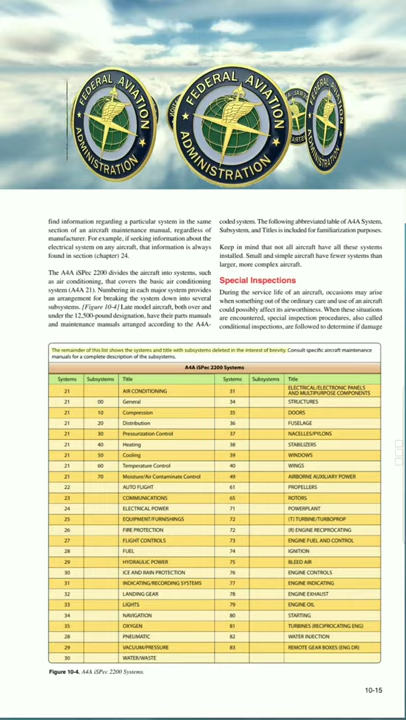 FEDERAL AVIATION
ADMINISTRATION
FEDERAL AVIATION
ADMINISTRATION
find information regarding a particular system in the same
section of an aircraft maintenance manual, regardless of
manufacturer. For example, if seeking information about the
electrical system on any aircraft, that information is always
found in section (chapter) 24.
The A4A iSPec 2200 divides the aircraft into systems, such
as air conditioning, that covers the basic air conditioning
system (A4A 21). Numbering in each major system provides
an arrangement for breaking the system down into several
subsystems. [Figure 10-4] Late model aircraft, both over and
under the 12,500-pound designation, have their parts manuals
and maintenance manuals arranged according to the A4A-
coded system. The following abbreviated table of A4A System,
Subsystem, and Titles is included for familiarization purposes.
Keep in mind that not all aircraft have all these systems
installed. Small and simple aircraft have fewer systems than
larger, more complex aircraft.
Special Inspections
During the service life of an aircraft, occasions may arise
when something out of the ordinary care and use of an aircraft
could possibly affect its airworthiness. When these situations
are encountered, special inspection procedures, also called
conditional inspections, are followed to determine if damage
The remainder of this list shows the systems and title with subsystems deleted in the interest of brevity. Consult specific aircraft maintenance
manuals for a complete description of the subsystems.
A4A iSPec 2200 Systems
Systems Subsystems Title Systems Subsystems Title
21 AIR CONDITIONING 31 ELECTRICAL/ELECTRONIC PANELS AND MULTIPURPOSE COMPONENTS
21 00 General 34 STRUCTURES
21 10 Compression 35 DOORS
21 20 Distribution 36 FUSELAGE
21 30 Pressurization Control 37 NACELLES/PYLONS
21 40 Heating 38 STABILIZERS
21 50 Cooling 39 WINDOWS
21 60 Temperature Control 40 WINGS
21 70 Moisture/Air Contaminate Control 49 AIRBORNE AUXILIARY POWER
22 AUTO FLIGHT 61 PROPELLERS
23 COMMUNICATIONS 65 ROTORS
24 ELECTRICAL POWER 71 POWERPLANT
25 EQUIPMENT/FURNISHINGS 72 (T) TURBINE/TURBOPROP
26 FIRE PROTECTION 72 (R) ENGINE RECIPROCATING
27 FLIGHT CONTROLS 73 ENGINE FUEL AND CONTROL
28 FUEL 74 IGNITION
29 HYDRAULIC POWER 75 BLEED AIR
30 ICE AND RAIN PROTECTION 76 ENGINE CONTROLS
31 INDICATING/RECORDING SYSTEMS 77 ENGINE INDICATING
32 LANDING GEAR 78 ENGINE EXHAUST
33 LIGHTS 79 ENGINE OIL
34 NAVIGATION 80 STARTING
35 OXYGEN 81 TURBINES (RECIPROCATING ENG)
28 PNEUMATIC 82 WATER INJECTION
29 VACUUM/PRESSURE 83 REMOTE GEAR BOXES (ENG DR)
30 WATER/WASTE
Figure 10-4. A4A iSPec 2200 Systems.
10-15